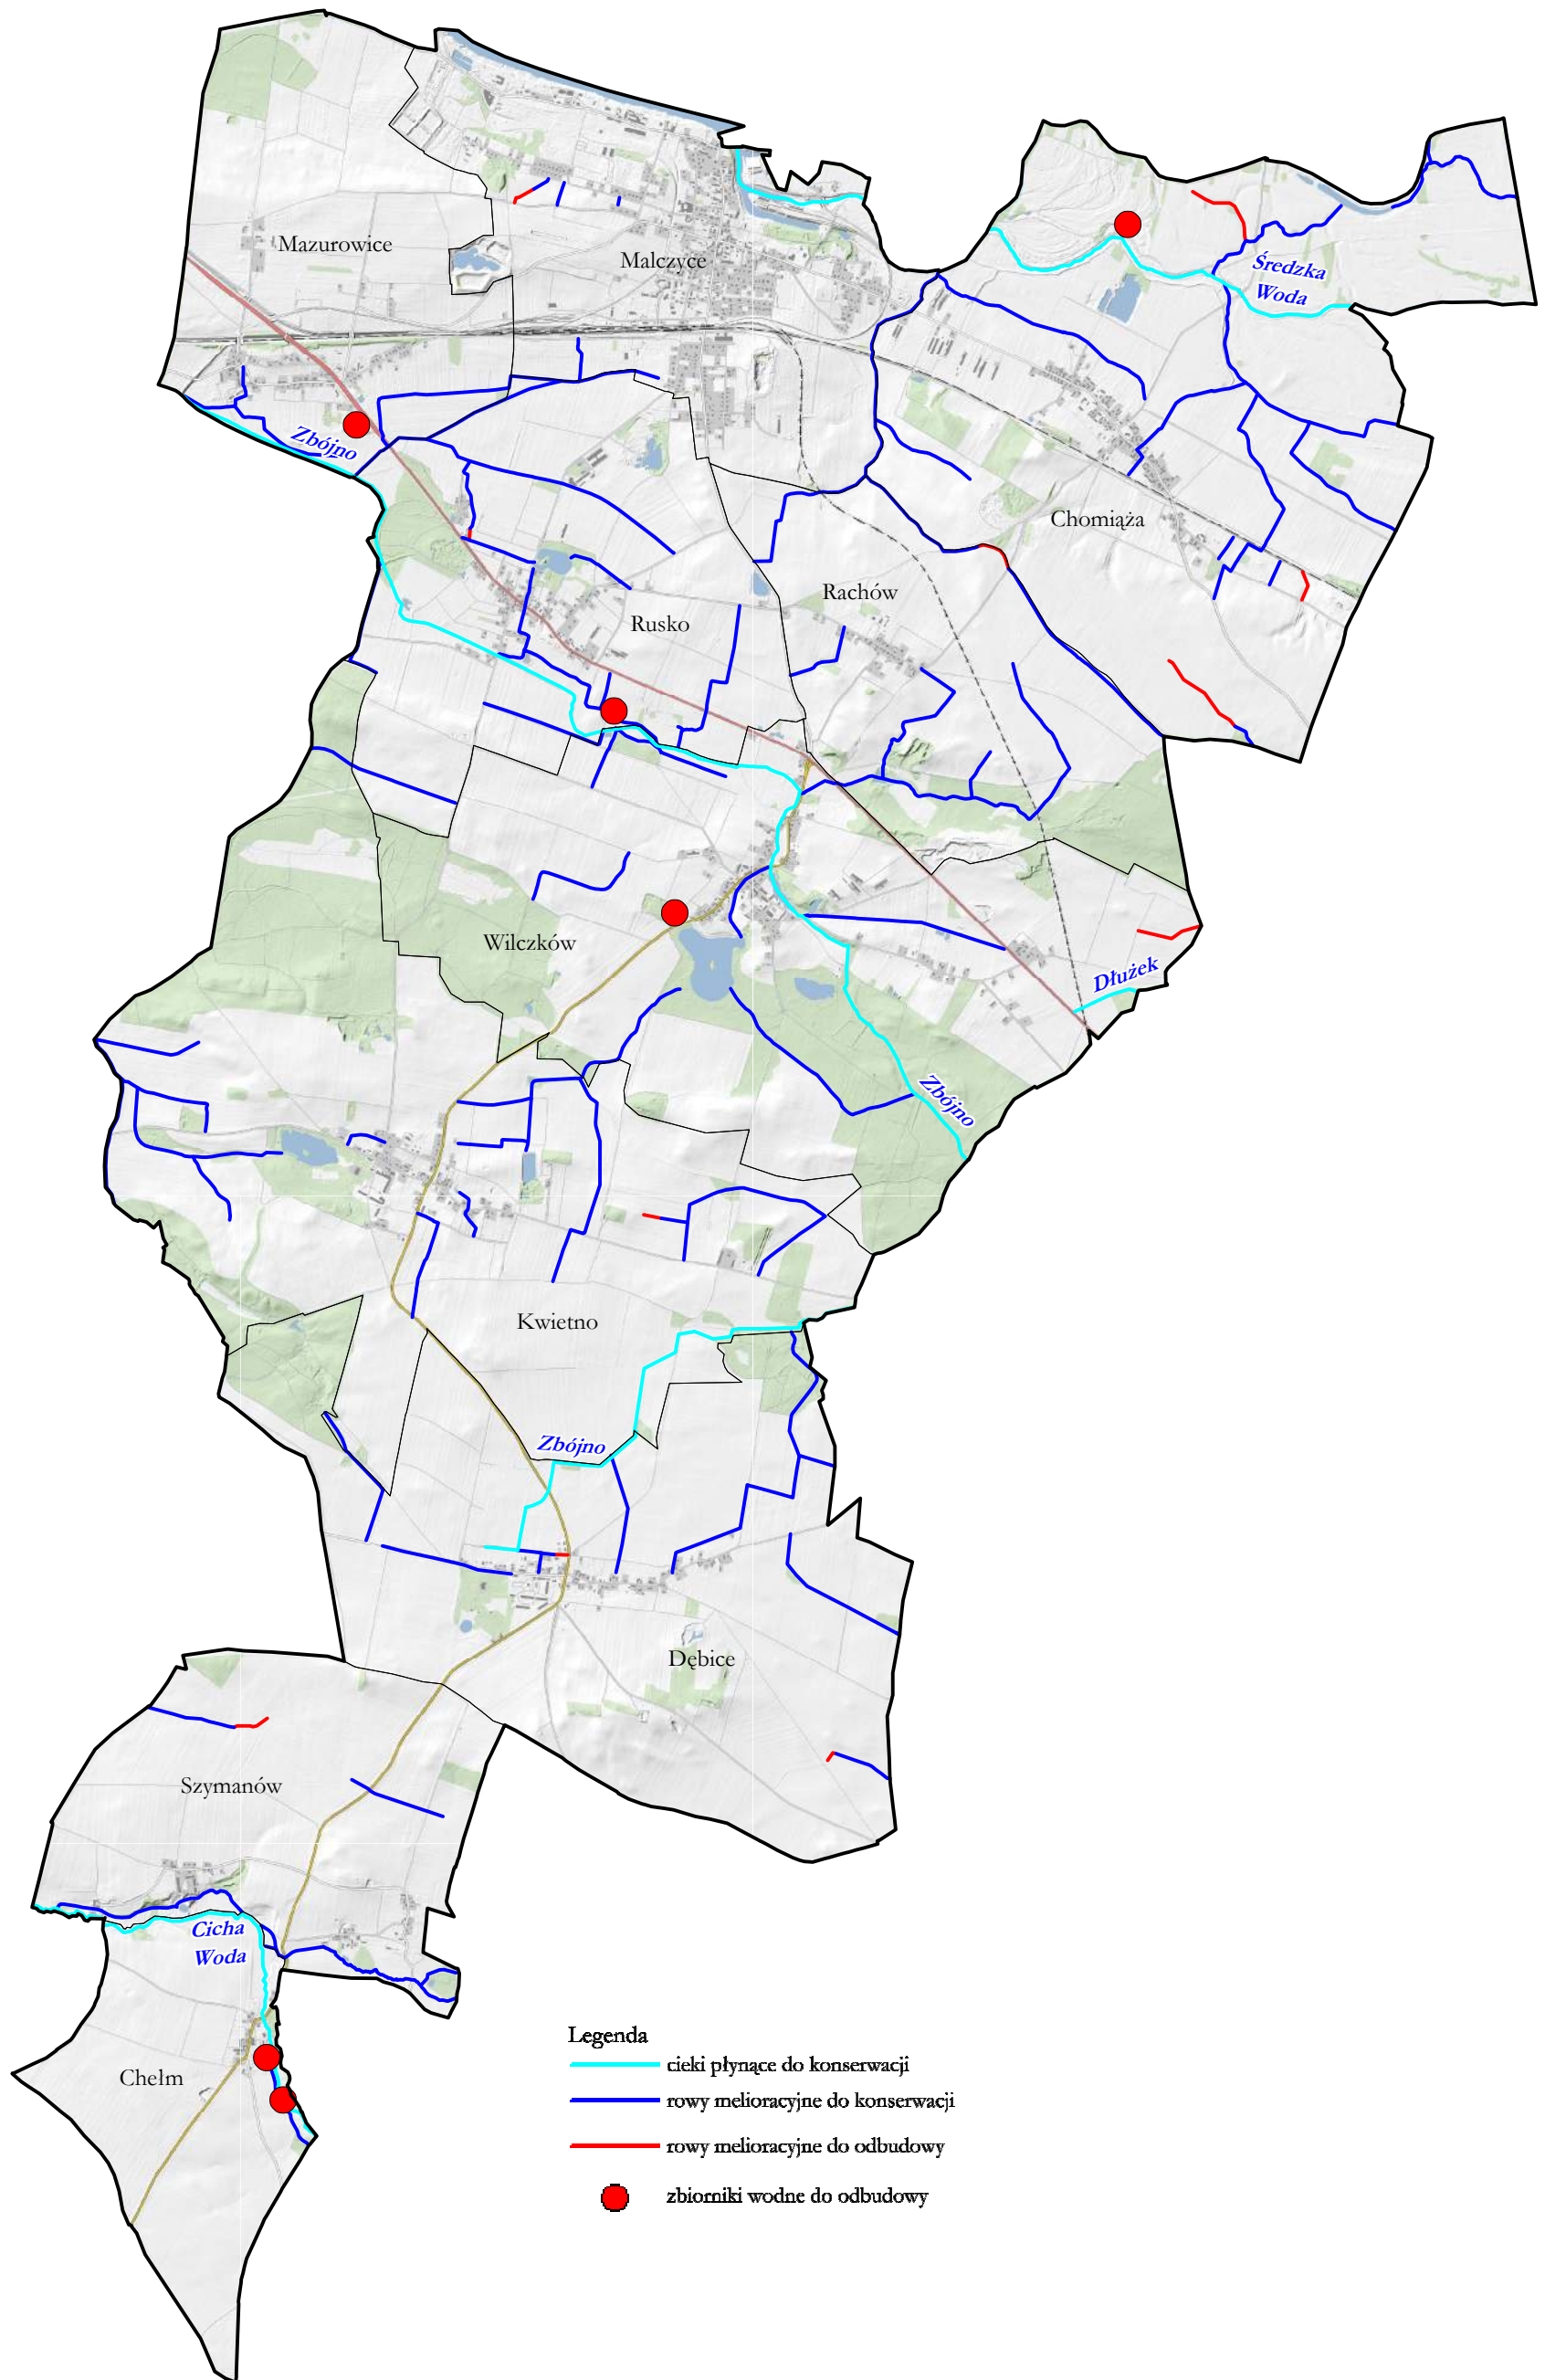 Mazurowice
Malczyce
Średzka
Woda
Zbójno
Chomiąża
Rachów
Rusko
Wilczków
Dłużek
Zbójno
Kwietno
Zbójno
Dębice
Szymanów
Cicha
Woda
Chełm
Legenda
cieki płynące do konserwacji
rowy melioracyjne do konserwacji
rowy melioracyjne do odbudowy
zbiorniki wodne do odbudowy